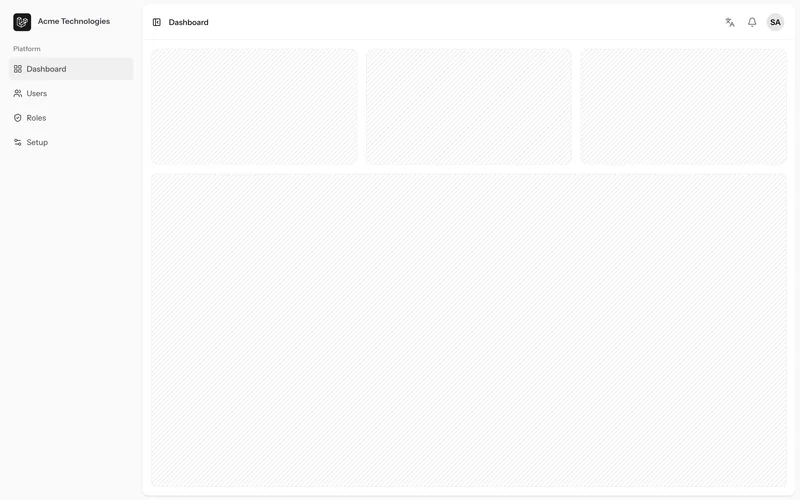 Acme Technologies
Platform
Dashboard
Users
Roles
Setup
Dashboard
SA